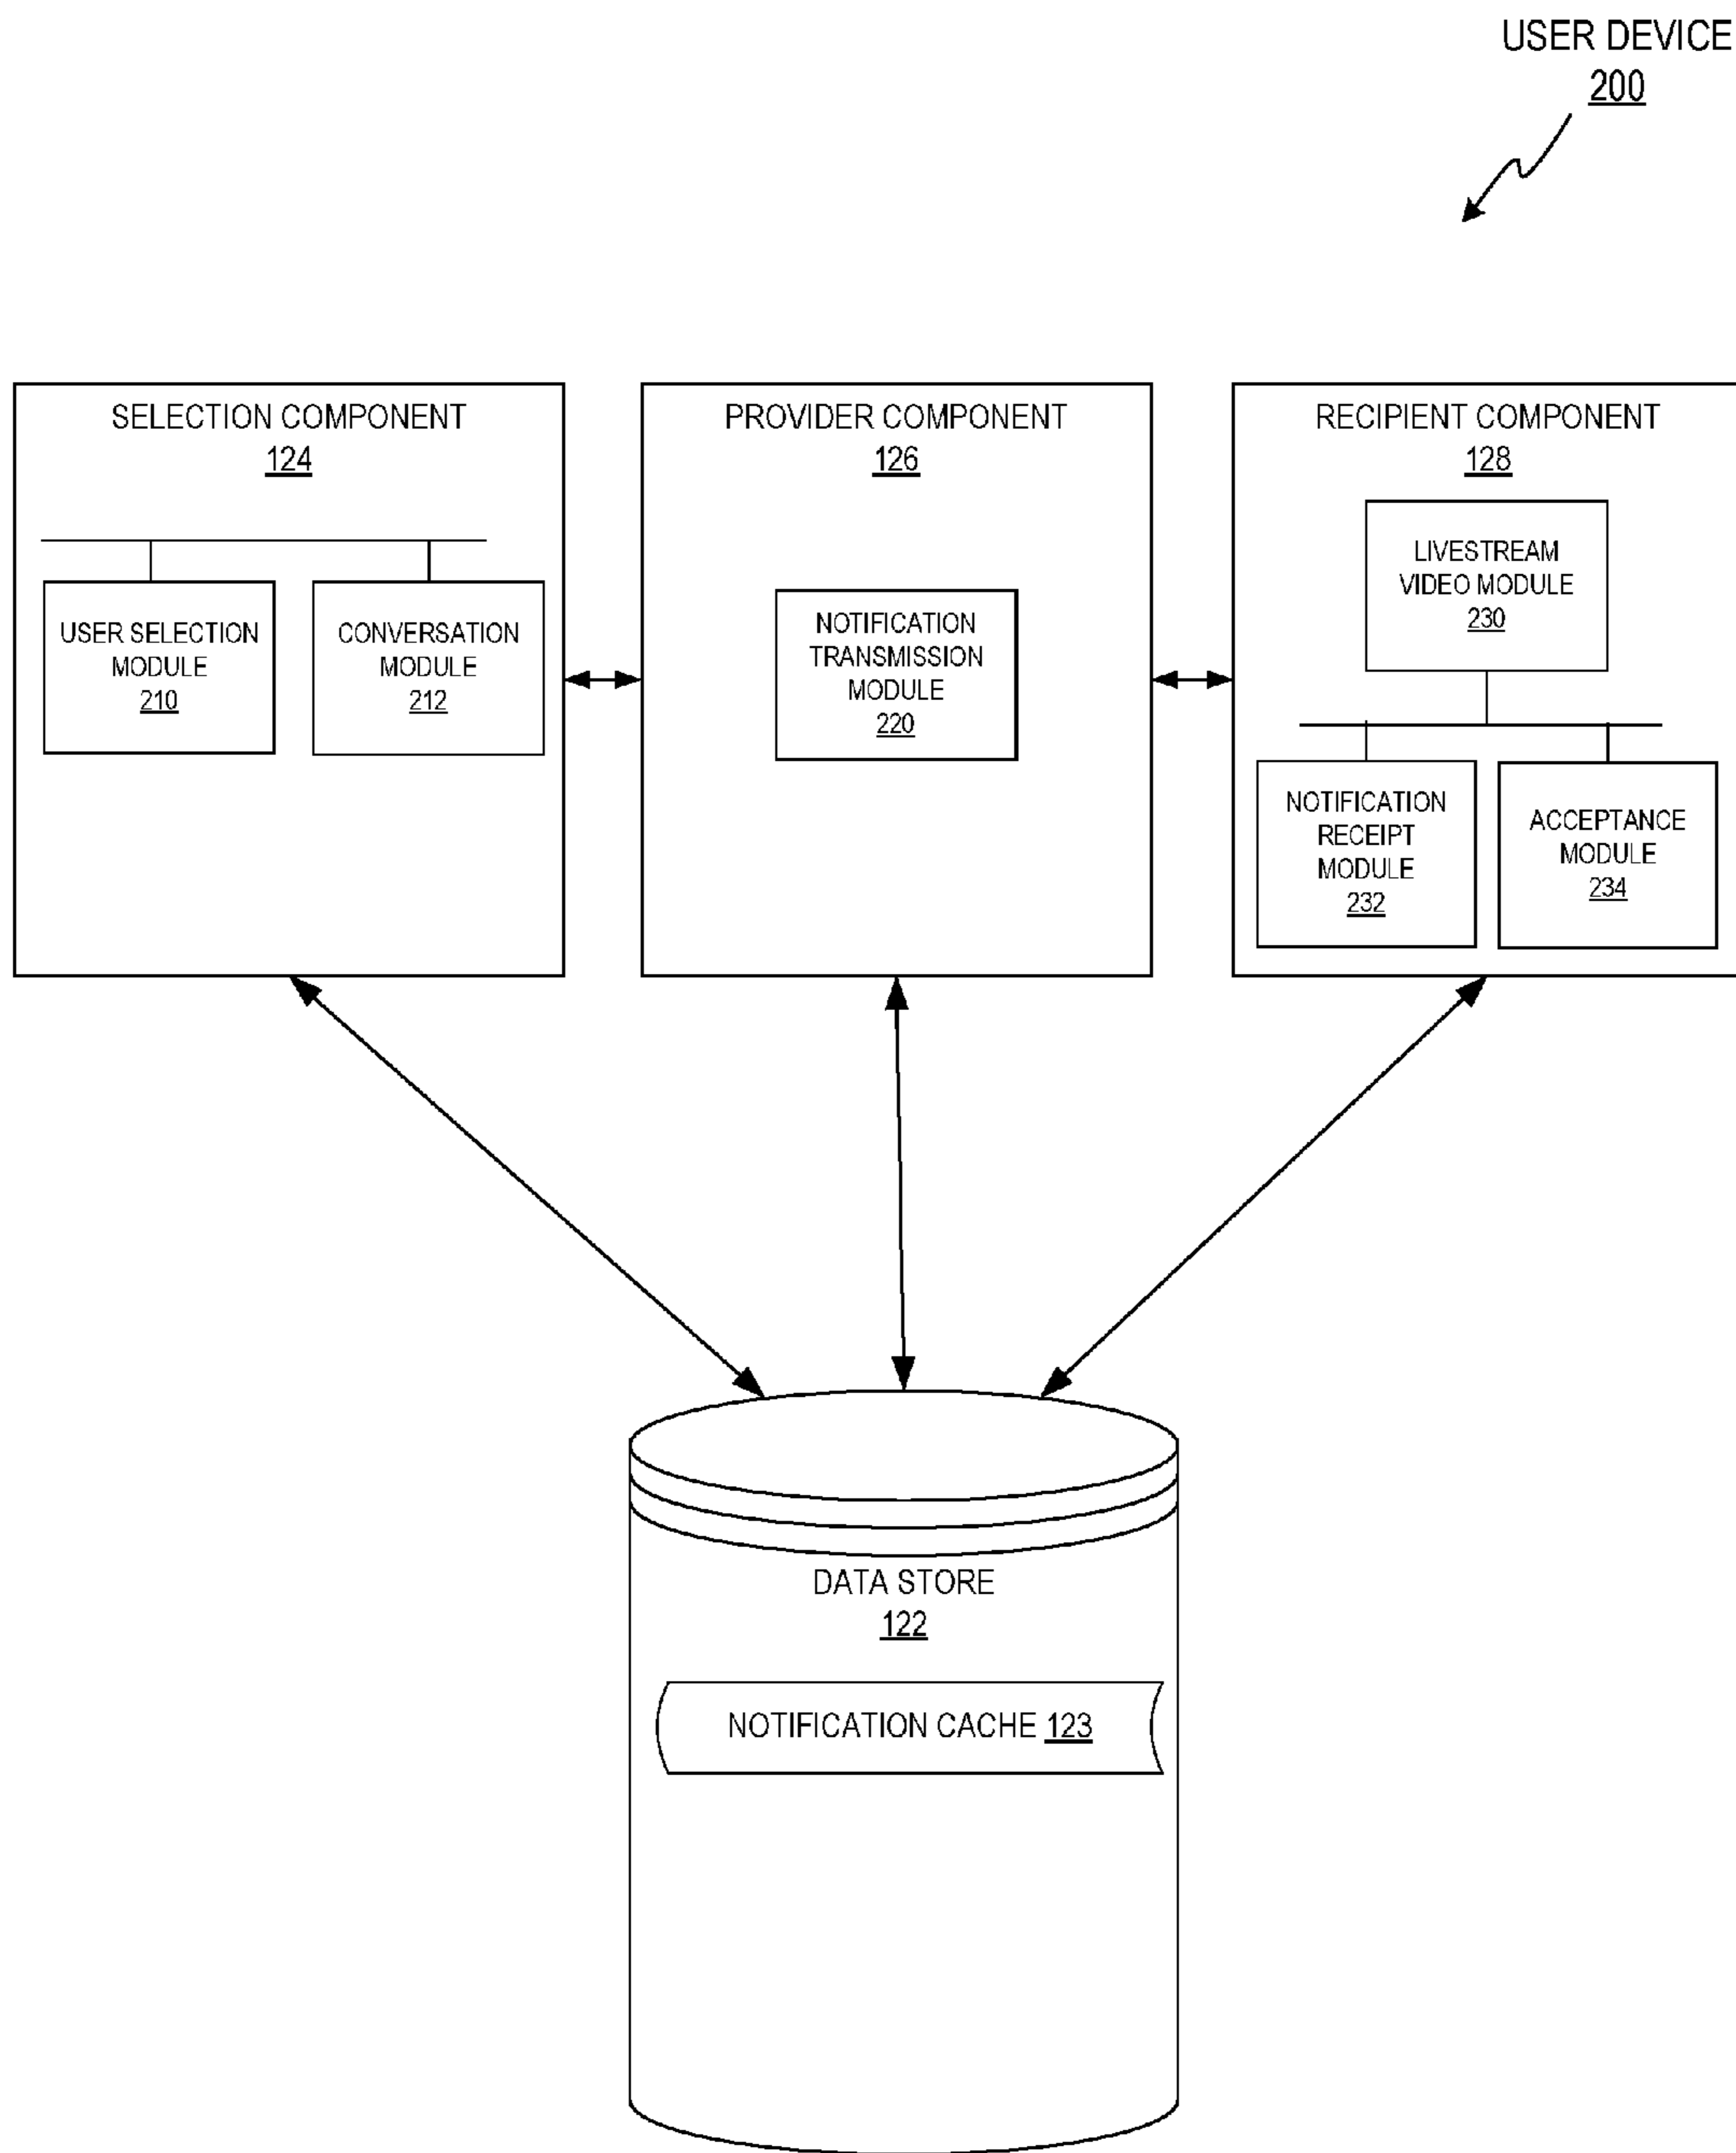 USER DEVICE
200
SELECTION COMPONENT
124
USER SELECTION
MODULE
210
CONVERSATION
MODULE
212
PROVIDER COMPONENT
126
NOTIFICATION
TRANSMISSION
MODULE
220
RECIPIENT COMPONENT
128
LIVESTREAM
VIDEO MODULE
230
NOTIFICATION
RECEIPT
MODULE
232
ACCEPTANCE
MODULE
234
DATA STORE
122
NOTIFICATION CACHE 123